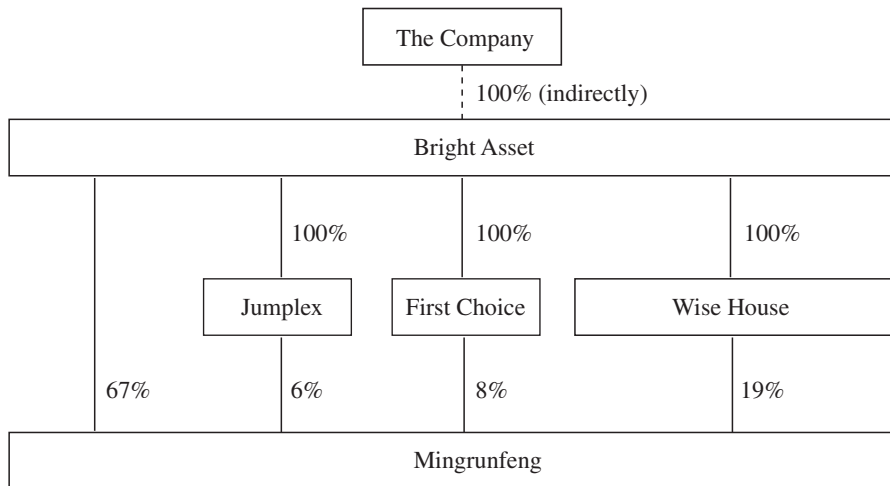 The Company
100% (indirectly)
Bright Asset
100%
100%
100%
Jumplex
First Choice
Wise House
67%
6%
8%
19%
Mingrunfeng